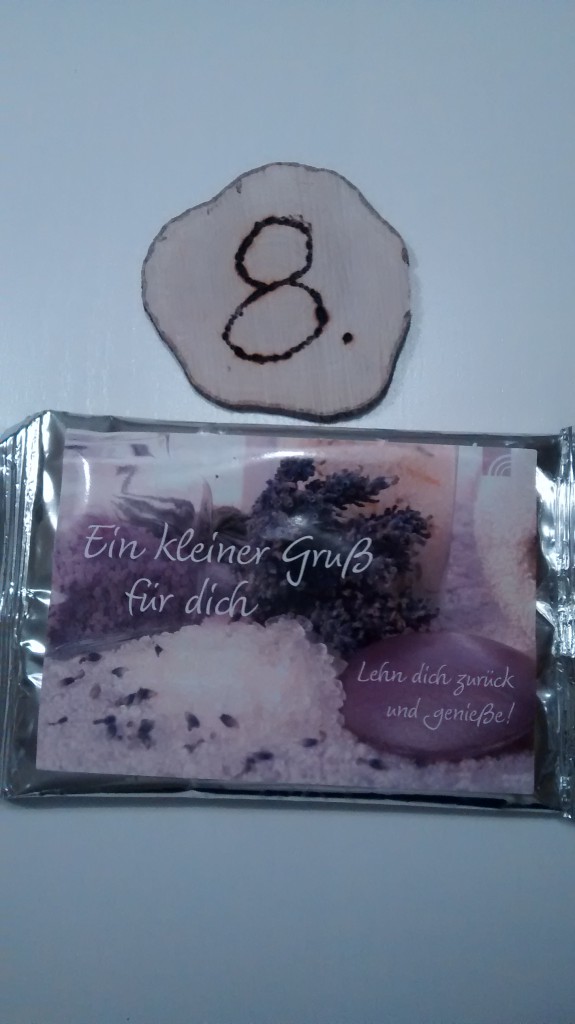 8.
Ein kleiner Gruß
für dich
Lehn dich zurück
und genieße!